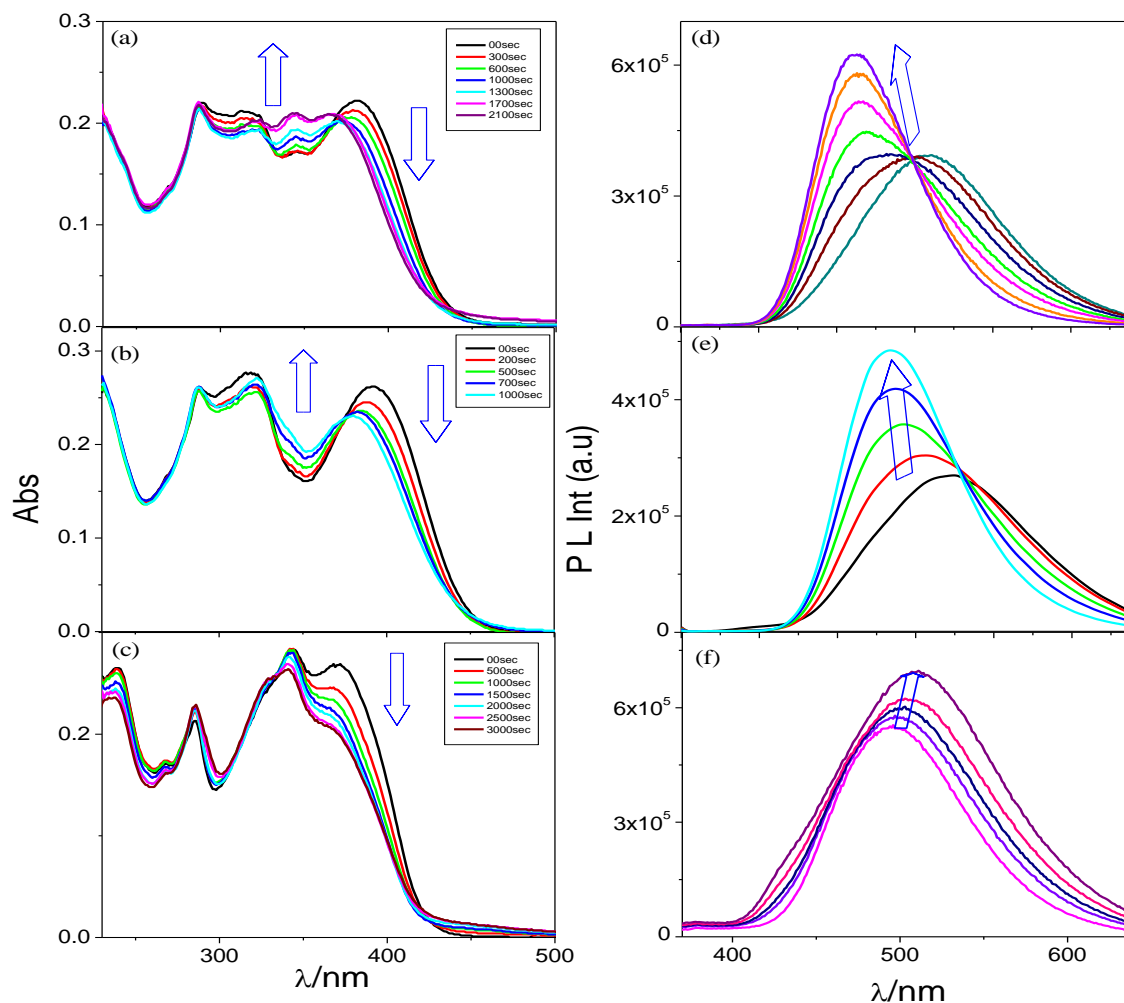 (a)
0.3
0.2
0.1
0.0
00sec
300sec
600sec
1000sec
1300sec
1700sec
2100sec
(b)
0.3
0.2
0.1
0.0
00sec
200sec
500sec
700sec
1000sec
(c)
0.2
0.1
0.0
00sec
500sec
1000sec
1500sec
2000sec
2500sec
3000sec
300
400
500
Abs
λ/nm
(d)
6x10⁵
3x10⁵
0
(e)
4x10⁵
2x10⁵
0
(f)
6x10⁵
3x10⁵
0
400
500
600
P L Int (a.u)
λ/nm